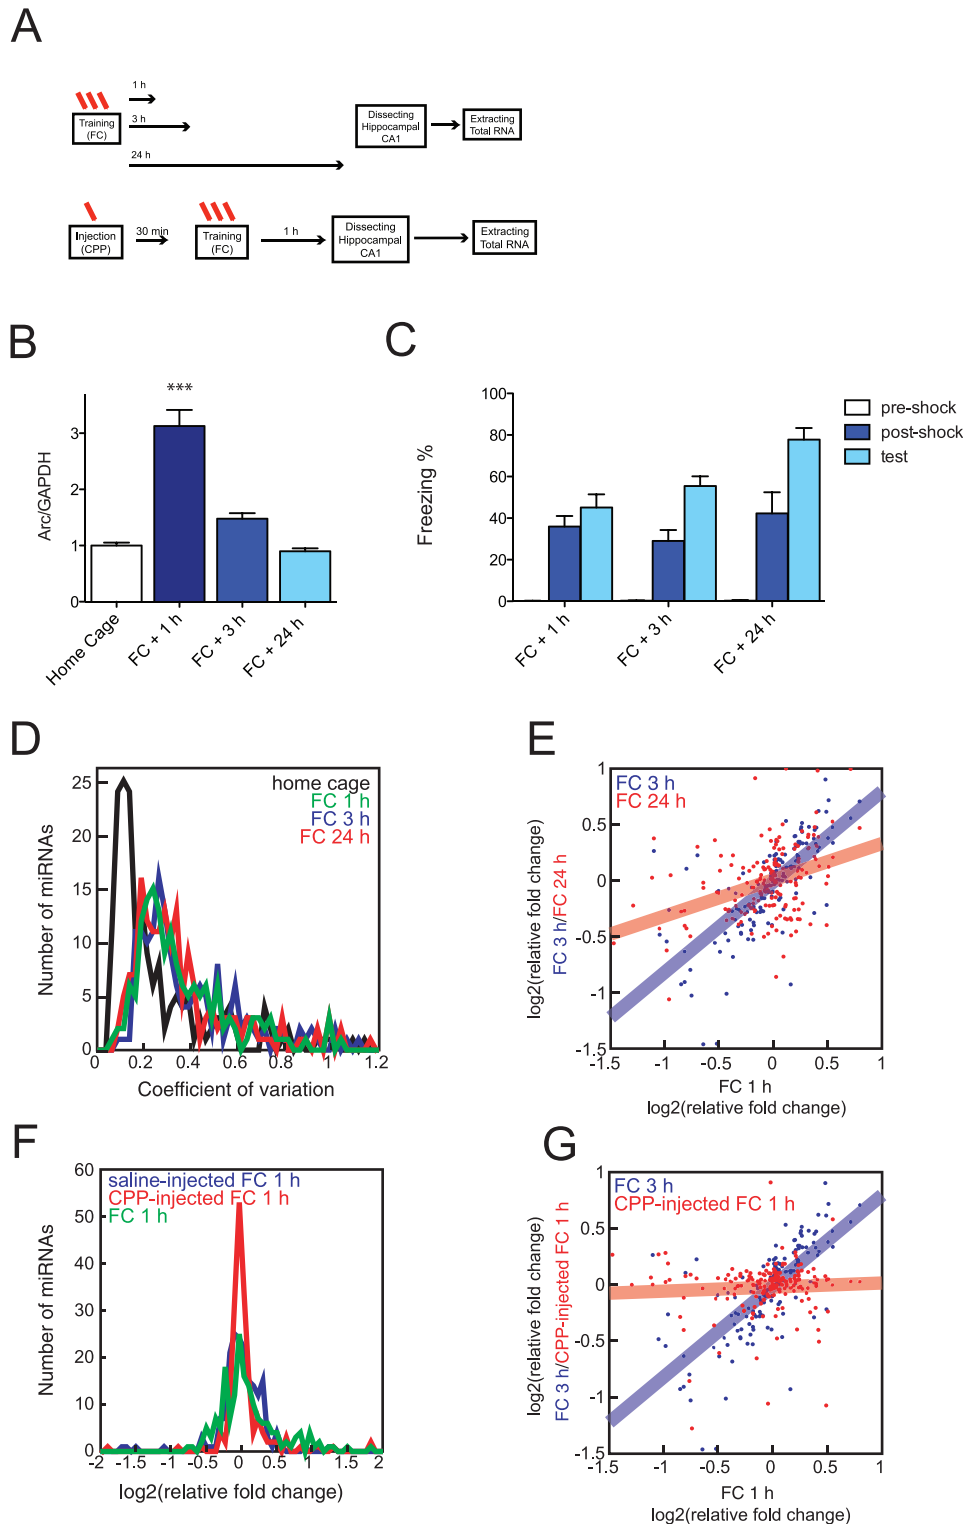 A
1 h
Training
(FC)
3 h
24 h
Dissecting
Hippocampal
CA1
Extracting
Total RNA
Injection
(CPP)
30 min
Training
(FC)
1 h
Dissecting
Hippocampal
CA1
Extracting
Total RNA
B
***
Arc/GAPDH
3
2
1
0
Home Cage
FC + 1 h
FC + 3 h
FC + 24 h
C
Freezing %
100
80
60
40
20
0
FC + 1 h
FC + 3 h
FC + 24 h
pre-shock
post-shock
test
D
home cage
FC 1 h
FC 3 h
FC 24 h
Number of miRNAs
25
20
15
10
5
0
0 0.2 0.4 0.6 0.8 1 1.2
Coefficient of variation
E
FC 3 h
FC 24 h
log2(relative fold change)
FC 3 h/FC 24 h
1
0.5
0
-0.5
-1
-1.5
-1.5 -1 -0.5 0 0.5 1
FC 1 h
log2(relative fold change)
F
saline-injected FC 1 h
CPP-injected FC 1 h
FC 1 h
Number of miRNAs
60
50
40
30
20
10
0
-2 -1.5 -1 -0.5 0 0.5 1 1.5 2
log2(relative fold change)
G
FC 3 h
CPP-injected FC 1 h
log2(relative fold change)
FC 3 h/CPP-injected FC 1 h
1
0.5
0
-0.5
-1
-1.5
-1.5 -1 -0.5 0 0.5 1
FC 1 h
log2(relative fold change)